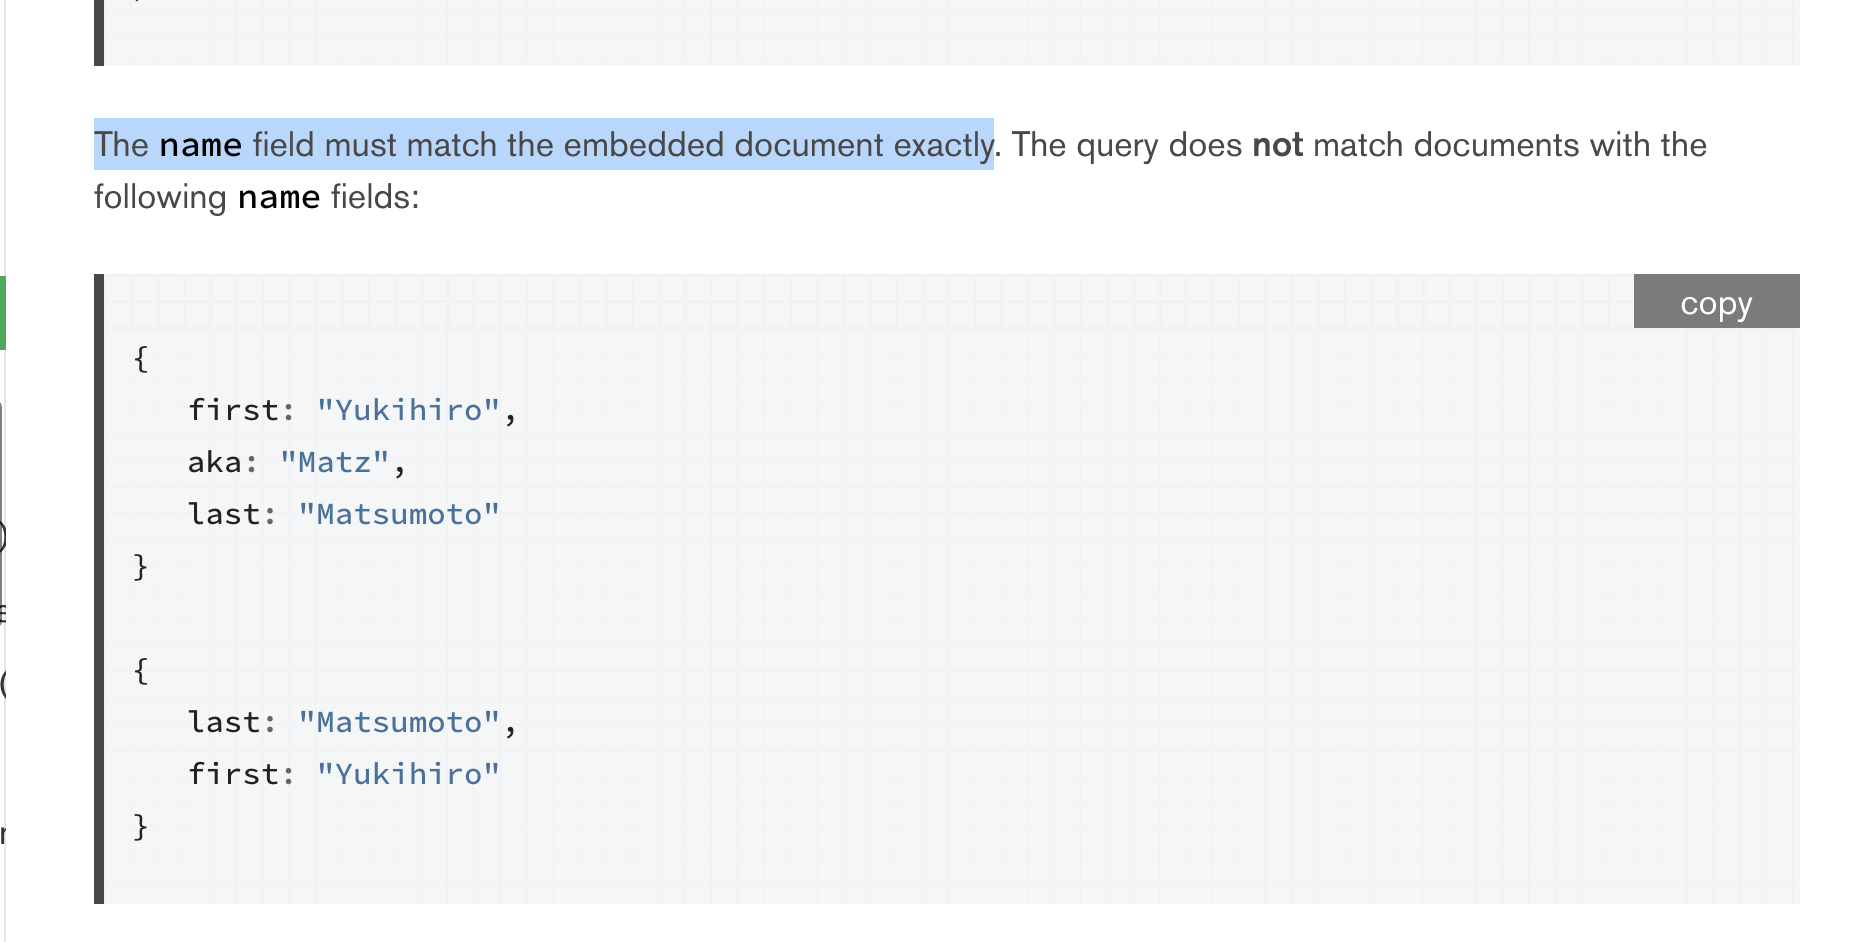 The name field must match the embedded document exactly. The query does not match documents with the
following name fields:
copy
{
first: "Yukihiro",
aka: "Matz",
last: "Matsumoto"
}
{
last: "Matsumoto",
first: "Yukihiro"
}